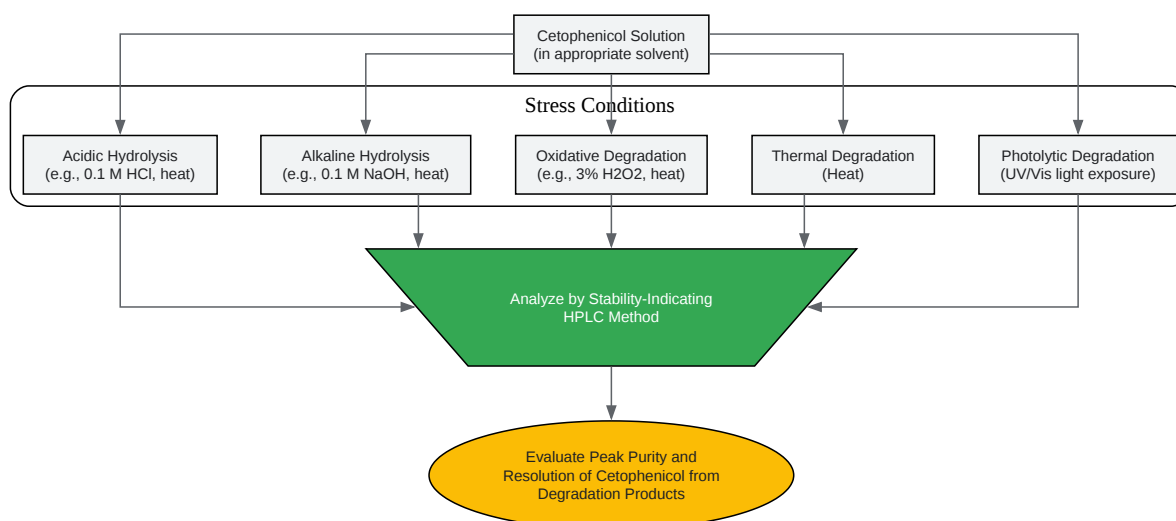 Cetophenicol Solution
(in appropriate solvent)
Stress Conditions
Acidic Hydrolysis
(e.g., 0.1 M HCl, heat)
Alkaline Hydrolysis
(e.g., 0.1 M NaOH, heat)
Oxidative Degradation
(e.g., 3% H2O2, heat)
Thermal Degradation
(Heat)
Photolytic Degradation
(UV/Vis light exposure)
Analyze by Stability-Indicating
HPLC Method
Evaluate Peak Purity and
Resolution of Cetophenicol from
Degradation Products